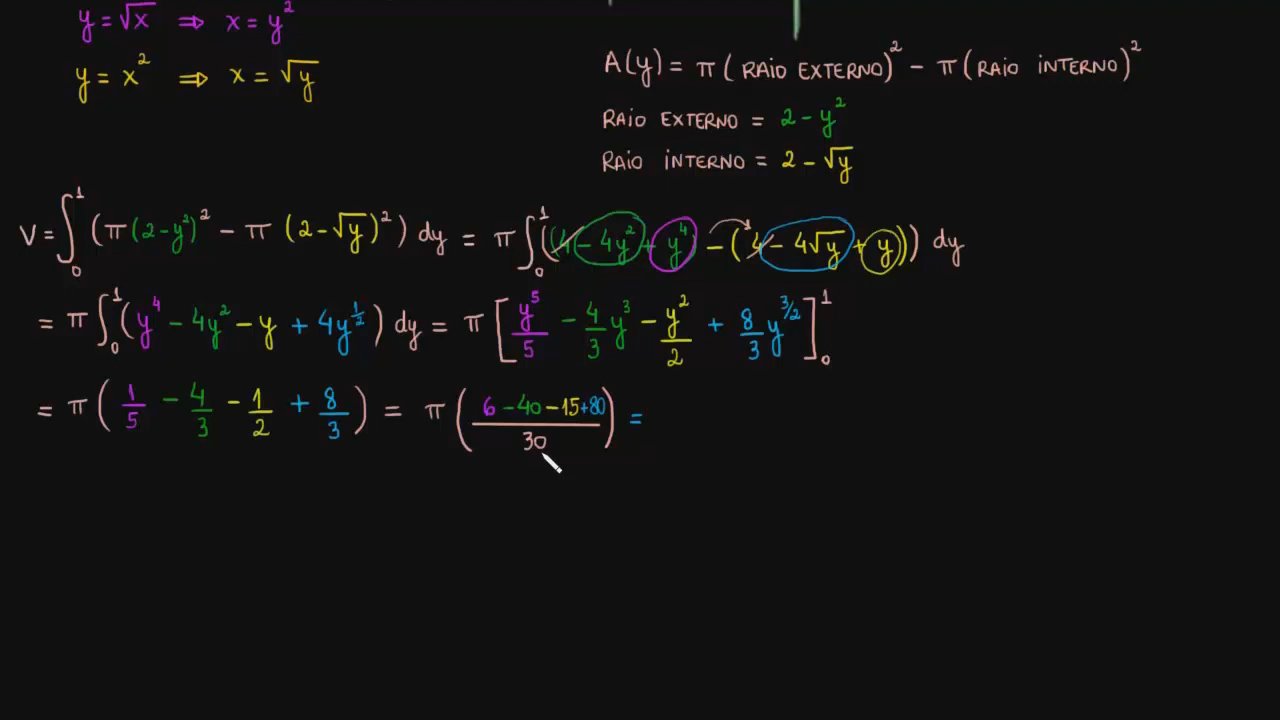 y = √x ⇒ x = y²
y = x² ⇒ x = √y
A(y) = π(RAIO EXTERNO)² − π(RAIO INTERNO)²
RAIO EXTERNO = 2 − y²
RAIO INTERNO = 2 − √y
V = ∫₀¹ (π(2−y²)² − π(2−√y)²) dy = π ∫₀¹ ((4 − 4y² + y⁴) − (4 − 4√y + y)) dy
= π ∫₀¹ (y⁴ − 4y² − y + 4y^½) dy = π [y⁵/5 − 4/3 y³ − y²/2 + 8/3 y^3/2]₀¹
= π (1/5 − 4/3 − 1/2 + 8/3) = π ((6 − 40 − 15 + 80)/30) =